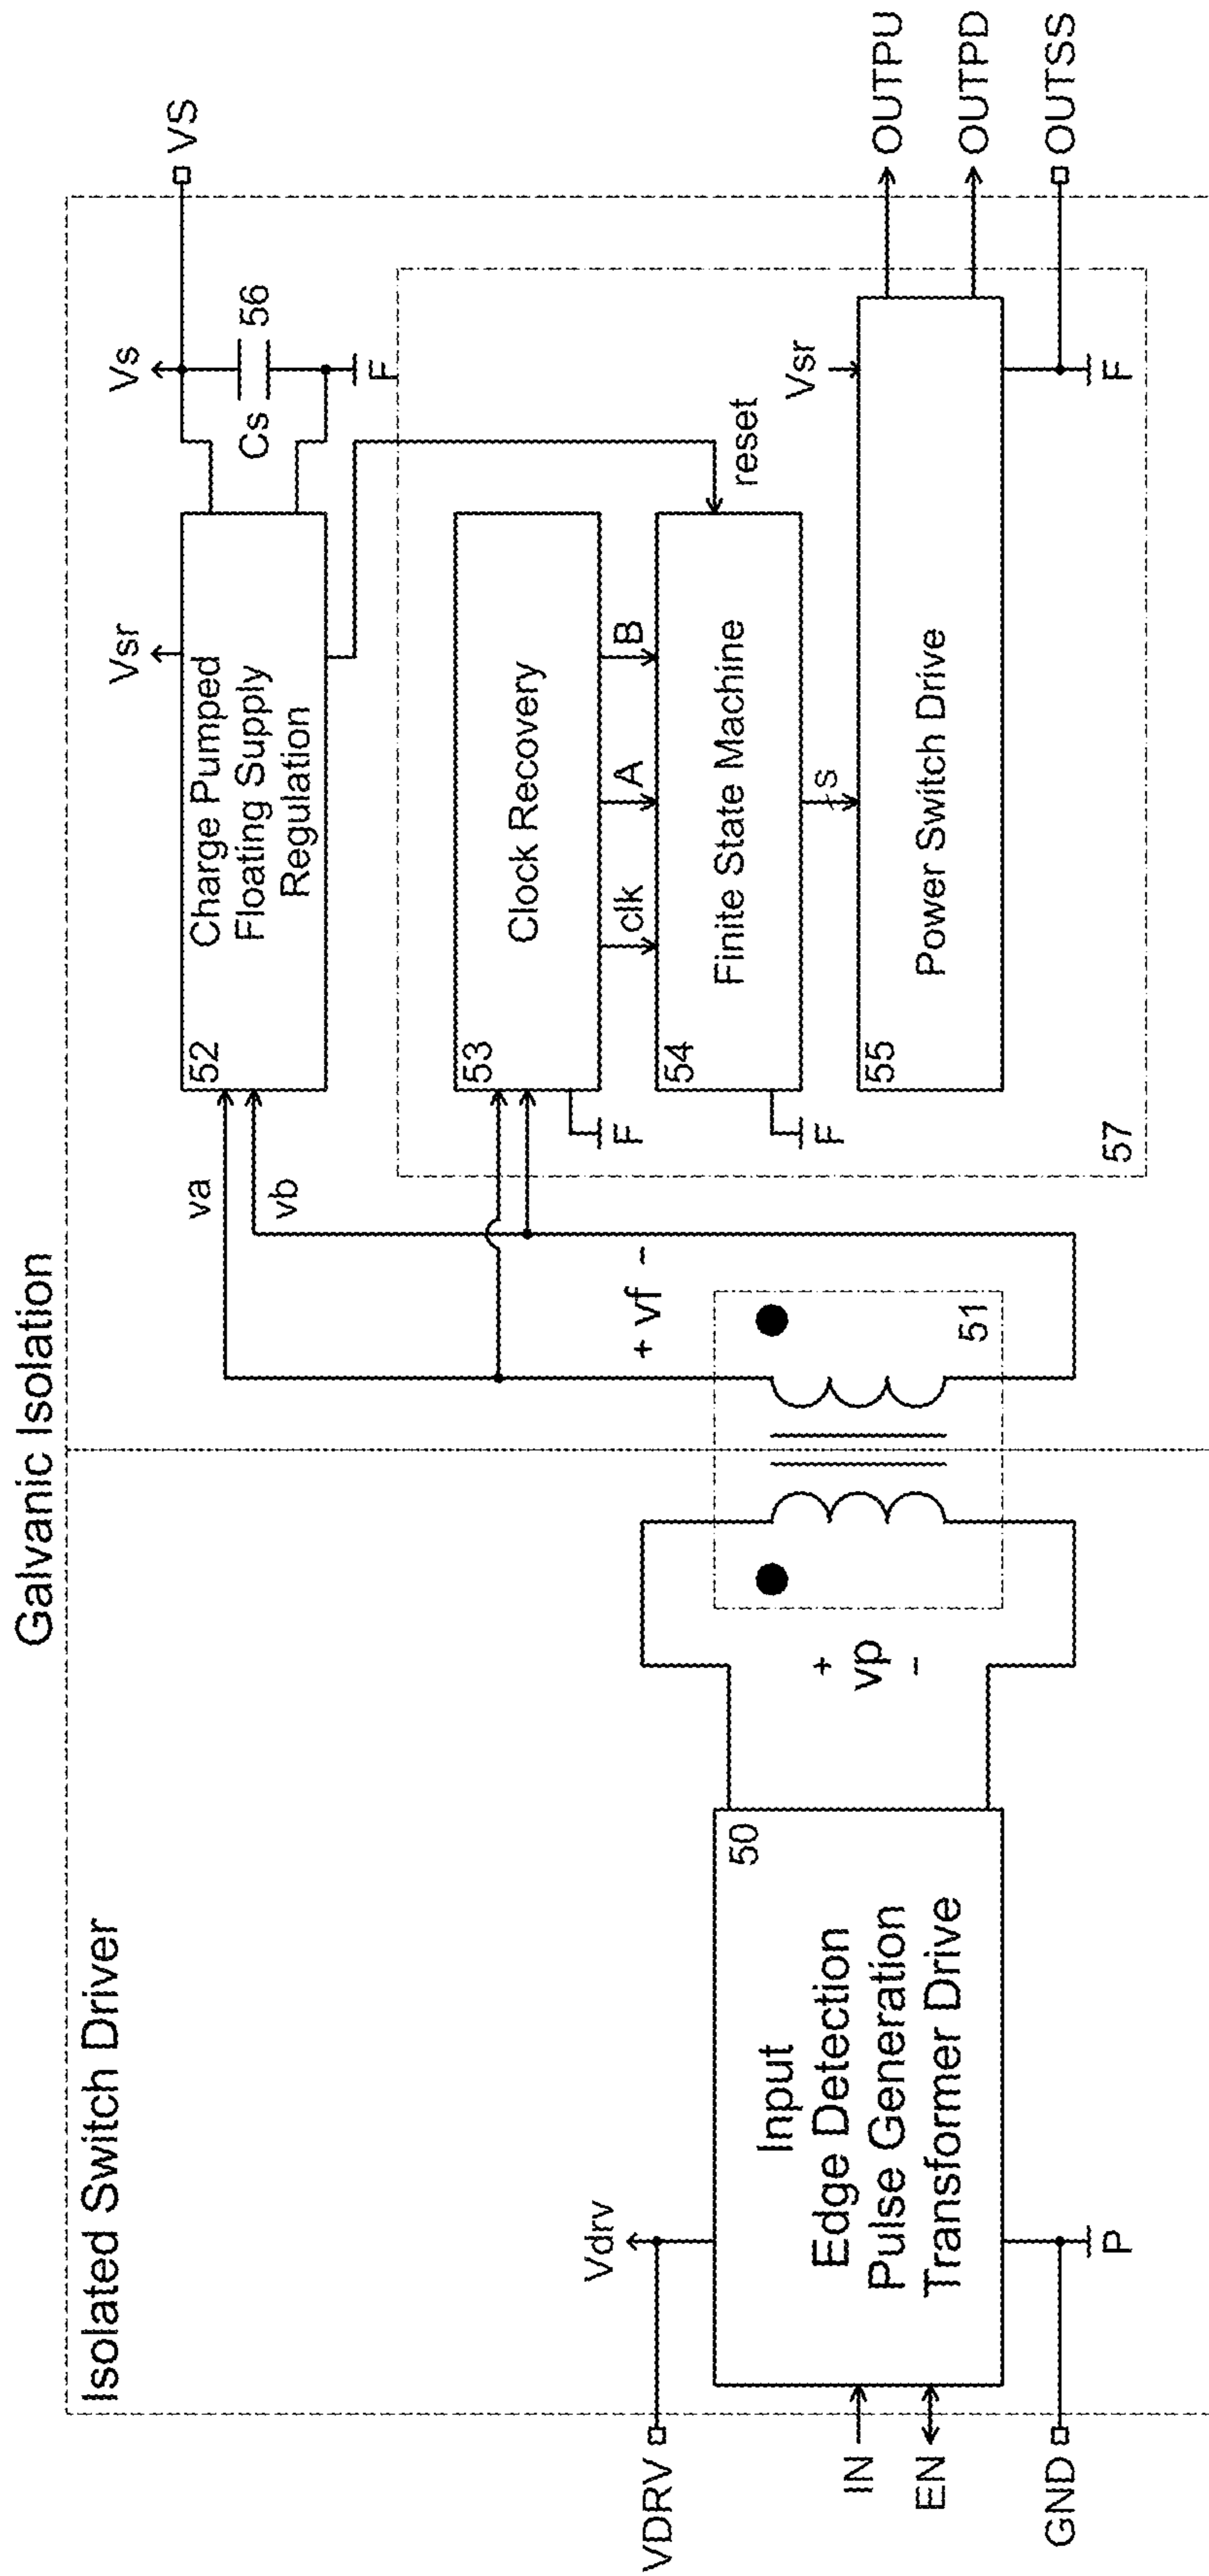 Galvanic Isolation
Isolated Switch Driver
VDRV
Vdrv
IN
EN
GND
P
50
Input
Edge Detection
Pulse Generation
Transformer Drive
+
vp
-
51
+ vf -
va
vb
52
Charge Pumped
Floating Supply
Regulation
Vsr
Vs
VS
Cs
56
F
53
Clock Recovery
F
clk
A
B
reset
54
Finite State Machine
F
s
Vsr
55
Power Switch Drive
F
57
OUTPU
OUTPD
OUTSS